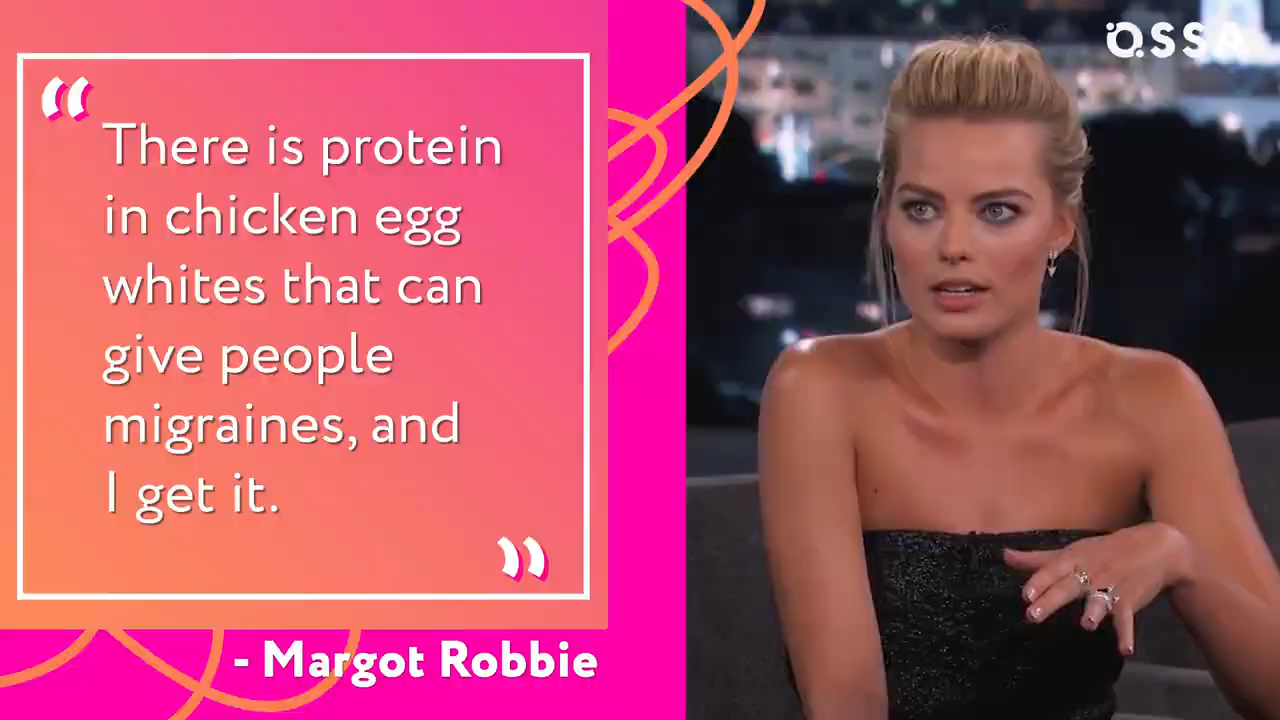 OSSA
“
There is protein
in chicken egg
whites that can
give people
migraines, and
I get it.
”
- Margot Robbie